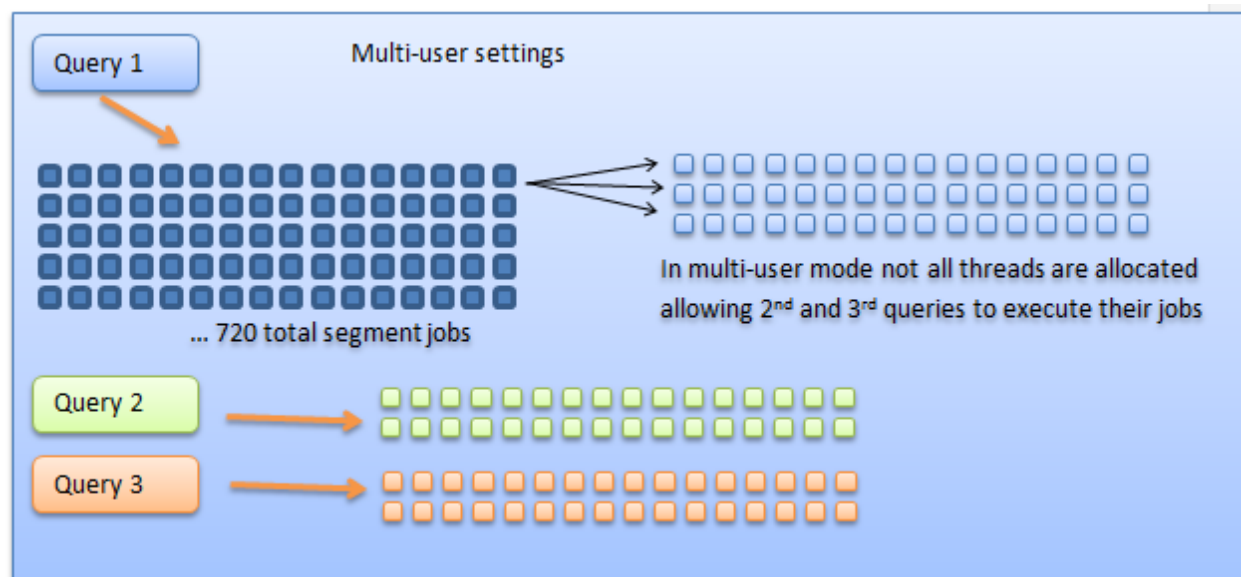 Query 1
Multi-user settings
In multi-user mode not all threads are allocated
allowing 2nd and 3rd queries to execute their jobs
... 720 total segment jobs
Query 2
Query 3